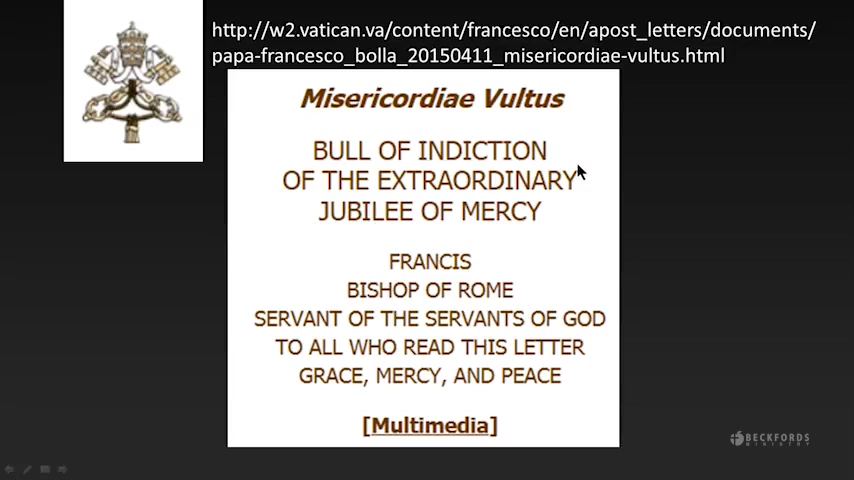 http://w2.vatican.va/content/francesco/en/apost_letters/documents/
papa-francesco_bolla_20150411_misericordiae-vultus.html
Misericordiae Vultus
BULL OF INDICTION
OF THE EXTRAORDINARY
JUBILEE OF MERCY
FRANCIS
BISHOP OF ROME
SERVANT OF THE SERVANTS OF GOD
TO ALL WHO READ THIS LETTER
GRACE, MERCY, AND PEACE
[Multimedia]
BECKFORDS
MINISTRY